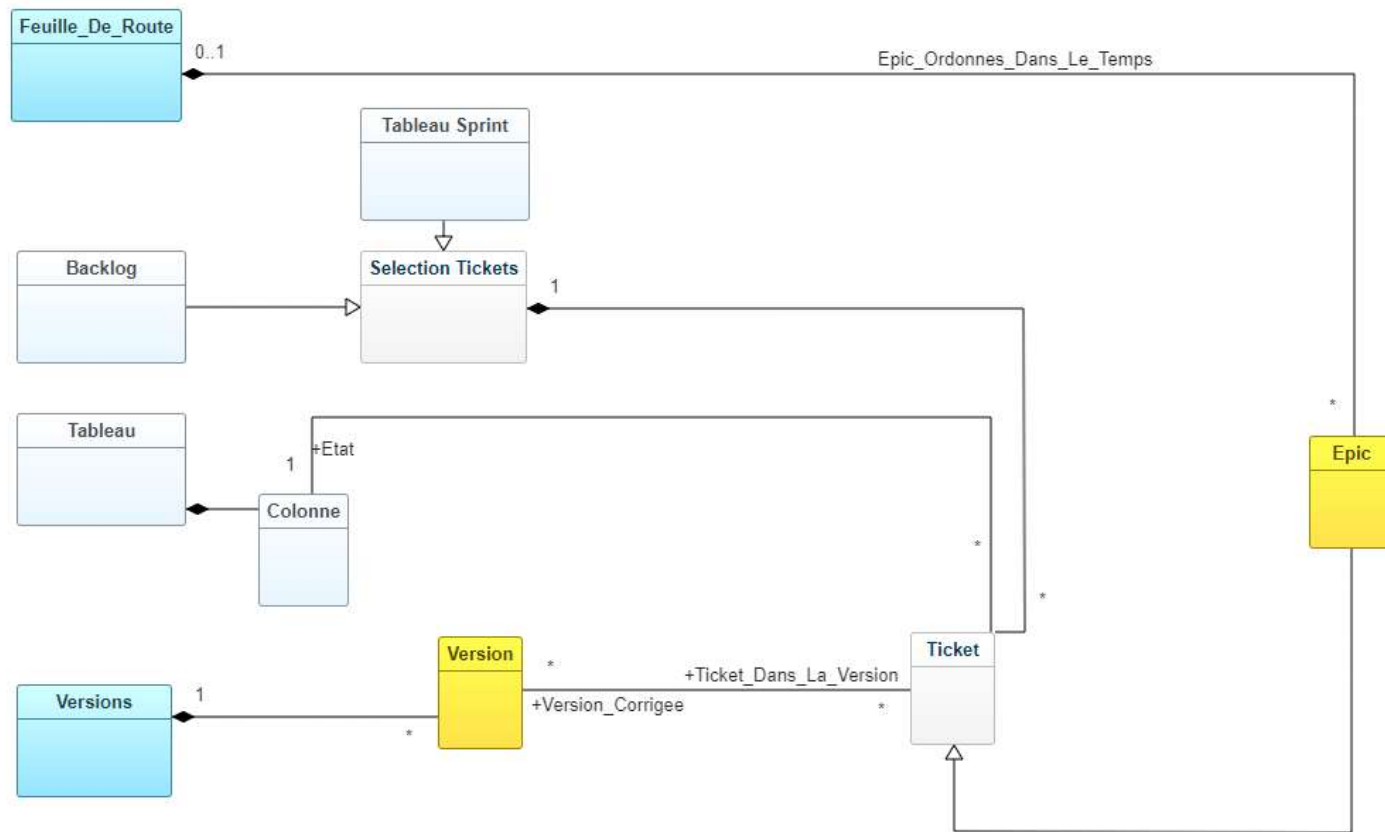 Feuille_De_Route
0..1
Epic_Ordonnes_Dans_Le_Temps
Tableau Sprint
Backlog
Selection Tickets
1
*
Tableau
+Etat
1
Epic
Colonne
*
*
Version
Ticket
*
+Ticket_Dans_La_Version
Versions
1
+Version_Corrigee
*
*